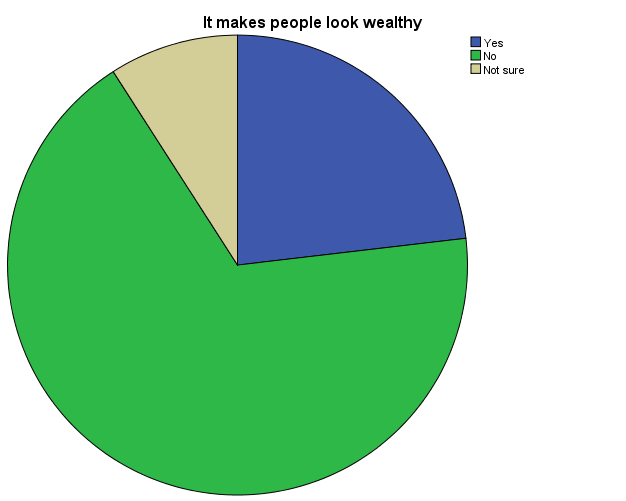 It makes people look wealthy
Yes
No
Not sure